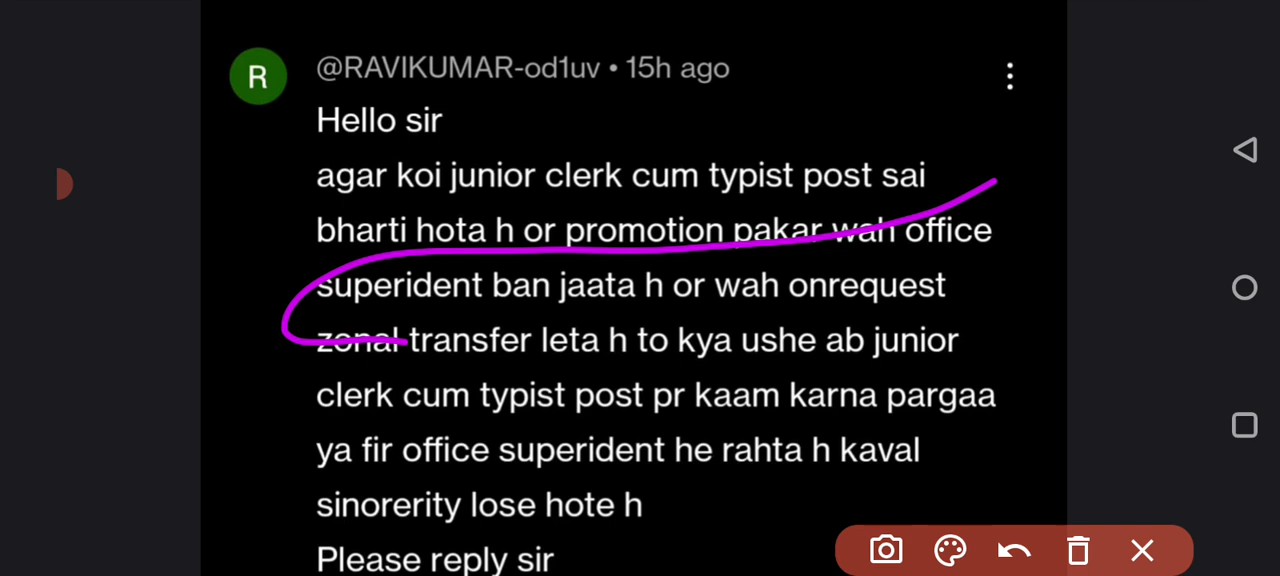 R
@RAVIKUMAR-od1uv • 15h ago
Hello sir
agar koi junior clerk cum typist post sai
bharti hota h or promotion pakar wah office
superident ban jaata h or wah onrequest
zonal transfer leta h to kya ushe ab junior
clerk cum typist post pr kaam karna pargaa
ya fir office superident he rahta h kaval
sinorerity lose hote h
Please reply sir